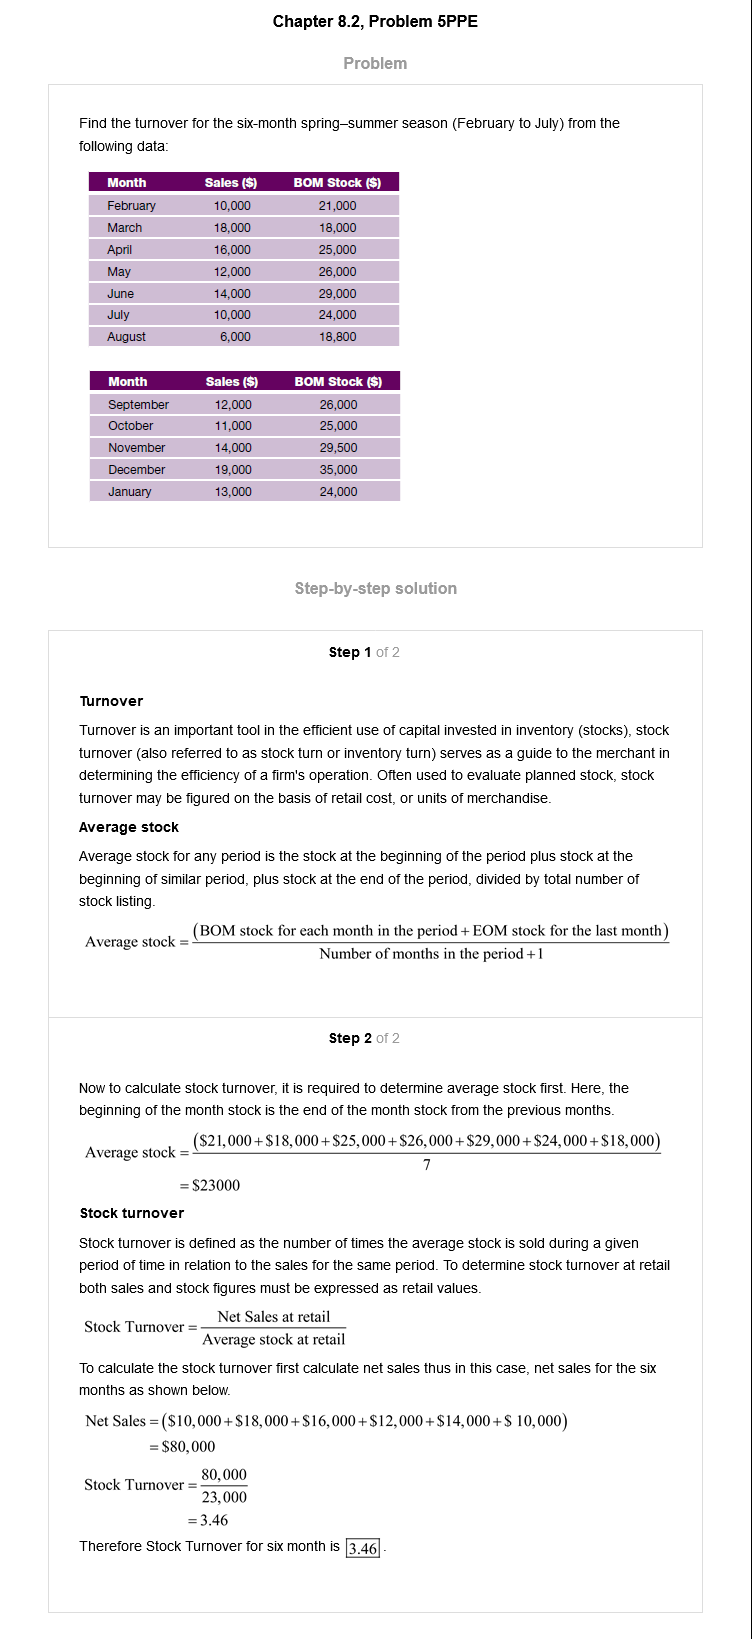 Chapter 8.2, Problem 5PPE
Problem
Find the turnover for the six-month spring–summer season (February to July) from the
following data:
Month Sales ($) BOM Stock ($)
February 10,000 21,000
March 18,000 18,000
April 16,000 25,000
May 12,000 26,000
June 14,000 29,000
July 10,000 24,000
August 6,000 18,800
Month Sales ($) BOM Stock ($)
September 12,000 26,000
October 11,000 25,000
November 14,000 29,500
December 19,000 35,000
January 13,000 24,000
Step-by-step solution
Step 1 of 2
Turnover
Turnover is an important tool in the efficient use of capital invested in inventory (stocks), stock
turnover (also referred to as stock turn or inventory turn) serves as a guide to the merchant in
determining the efficiency of a firm's operation. Often used to evaluate planned stock, stock
turnover may be figured on the basis of retail cost, or units of merchandise.
Average stock
Average stock for any period is the stock at the beginning of the period plus stock at the
beginning of similar period, plus stock at the end of the period, divided by total number of
stock listing.
(BOM stock for each month in the period + EOM stock for the last month)
Average stock =
Number of months in the period + 1
Step 2 of 2
Now to calculate stock turnover, it is required to determine average stock first. Here, the
beginning of the month stock is the end of the month stock from the previous months.
($21,000 + $18,000 + $25,000 + $26,000 + $29,000 + $24,000 + $18,000)
Average stock =
7
= $23000
Stock turnover
Stock turnover is defined as the number of times the average stock is sold during a given
period of time in relation to the sales for the same period. To determine stock turnover at retail
both sales and stock figures must be expressed as retail values.
Net Sales at retail
Stock Turnover =
Average stock at retail
To calculate the stock turnover first calculate net sales thus in this case, net sales for the six
months as shown below.
Net Sales = ($10,000 + $18,000 + $16,000 + $12,000 + $14,000 + $ 10,000)
= $80,000
80,000
Stock Turnover =
23,000
= 3.46
Therefore Stock Turnover for six month is 3.46 .